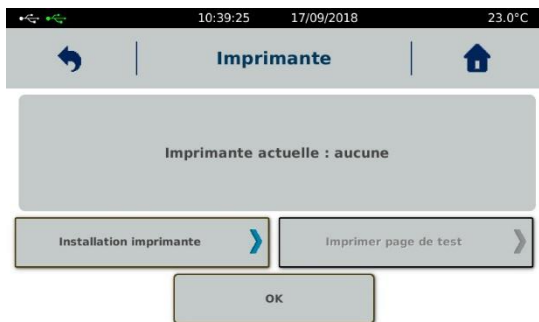 10:39:25 17/09/2018 23.0°C
Imprimante
Imprimante actuelle : aucune
Installation imprimante Imprimer page de test
OK